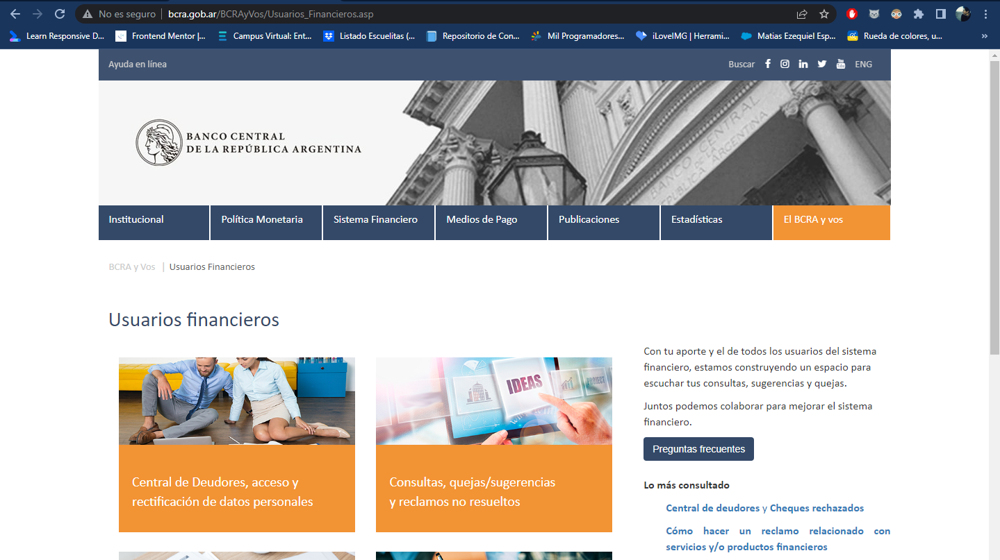 No es seguro | bcra.gob.ar/BCRAyVos/Usuarios_Financieros.asp
Learn Responsive D... Frontend Mentor |... Campus Virtual: Ent... Listado Escuelitas (... Repositorio de Con... Mil Programadores... iLoveIMG | Herrami... Matias Ezequiel Esp... Rueda de colores, u... »
Ayuda en línea Buscar ENG
BANCO CENTRAL
DE LA REPÚBLICA ARGENTINA
BANCO CENTRAL
REPUBLICA ARGENTINA
Institucional Política Monetaria Sistema Financiero Medios de Pago Publicaciones Estadísticas El BCRA y vos
BCRA y Vos | Usuarios Financieros
Usuarios financieros
Con tu aporte y el de todos los usuarios del sistema
financiero, estamos construyendo un espacio para
escuchar tus consultas, sugerencias y quejas.
Juntos podemos colaborar para mejorar el sistema
financiero.
Preguntas frecuentes
IDEAS
PROJECT
Central de Deudores, acceso y
rectificación de datos personales
Consultas, quejas/sugerencias
y reclamos no resueltos
Lo más consultado
Central de deudores y Cheques rechazados
Cómo hacer un reclamo relacionado con
servicios y/o productos financieros